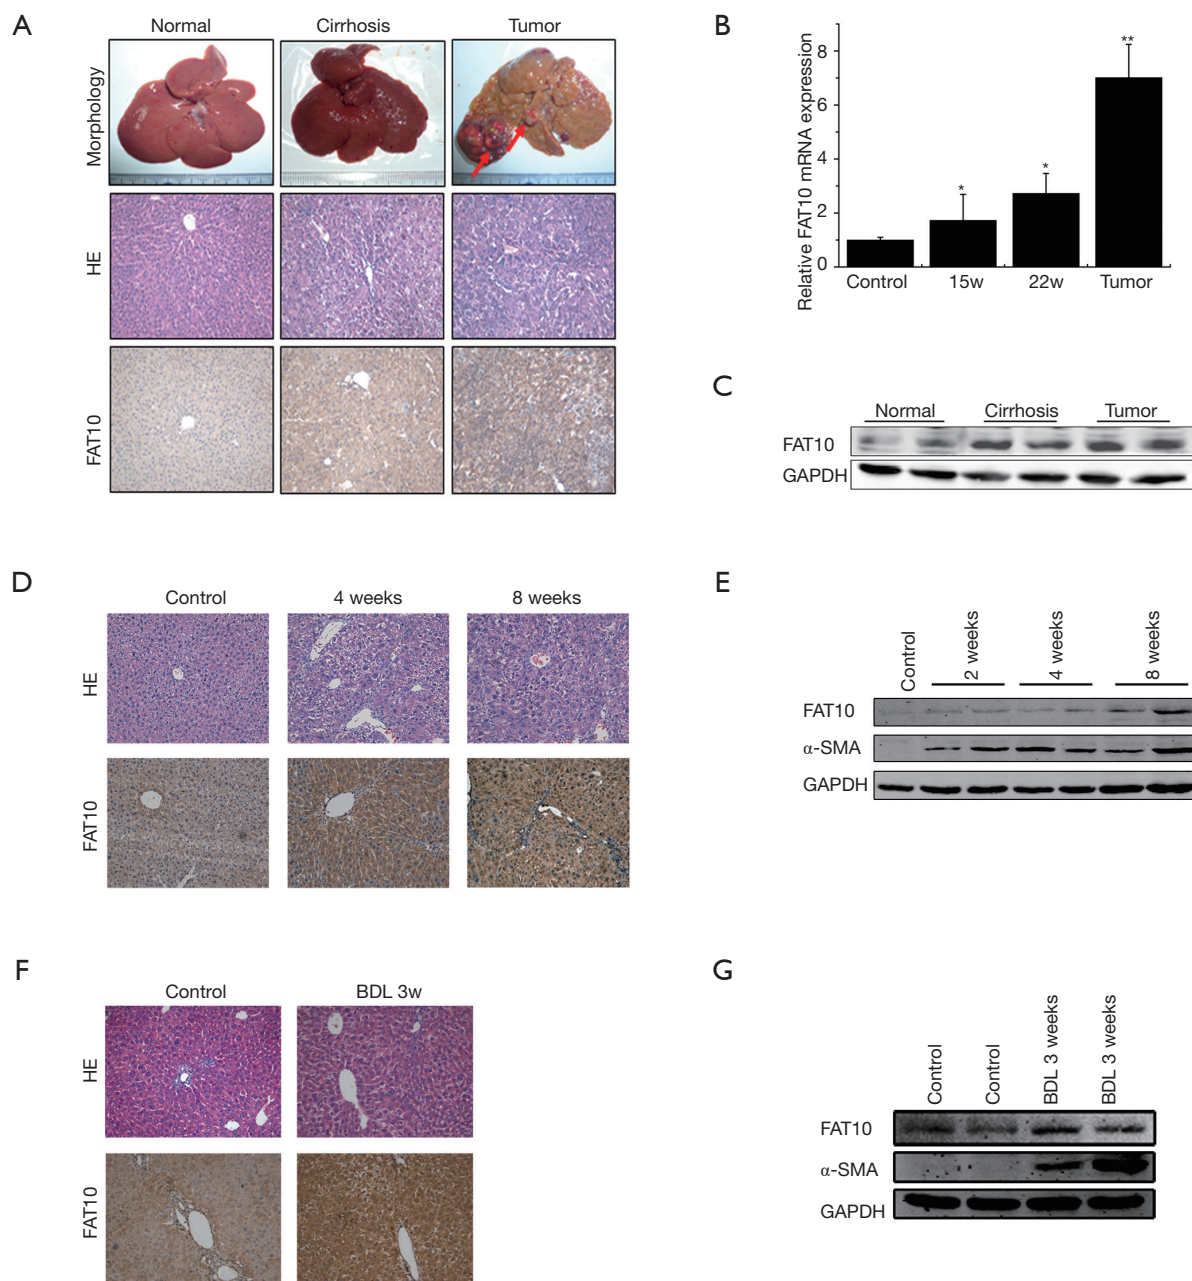 A
Normal Cirrhosis Tumor
Morphology
HE
FAT10
B
Relative FAT10 mRNA expression
8
6
4
2
0
*
*
**
Control 15w 22w Tumor
C
Normal Cirrhosis Tumor
FAT10
GAPDH
D
Control 4 weeks 8 weeks
HE
FAT10
E
Control 2 weeks 4 weeks 8 weeks
FAT10
α-SMA
GAPDH
F
Control BDL 3w
HE
FAT10
G
Control Control BDL 3 weeks BDL 3 weeks
FAT10
α-SMA
GAPDH